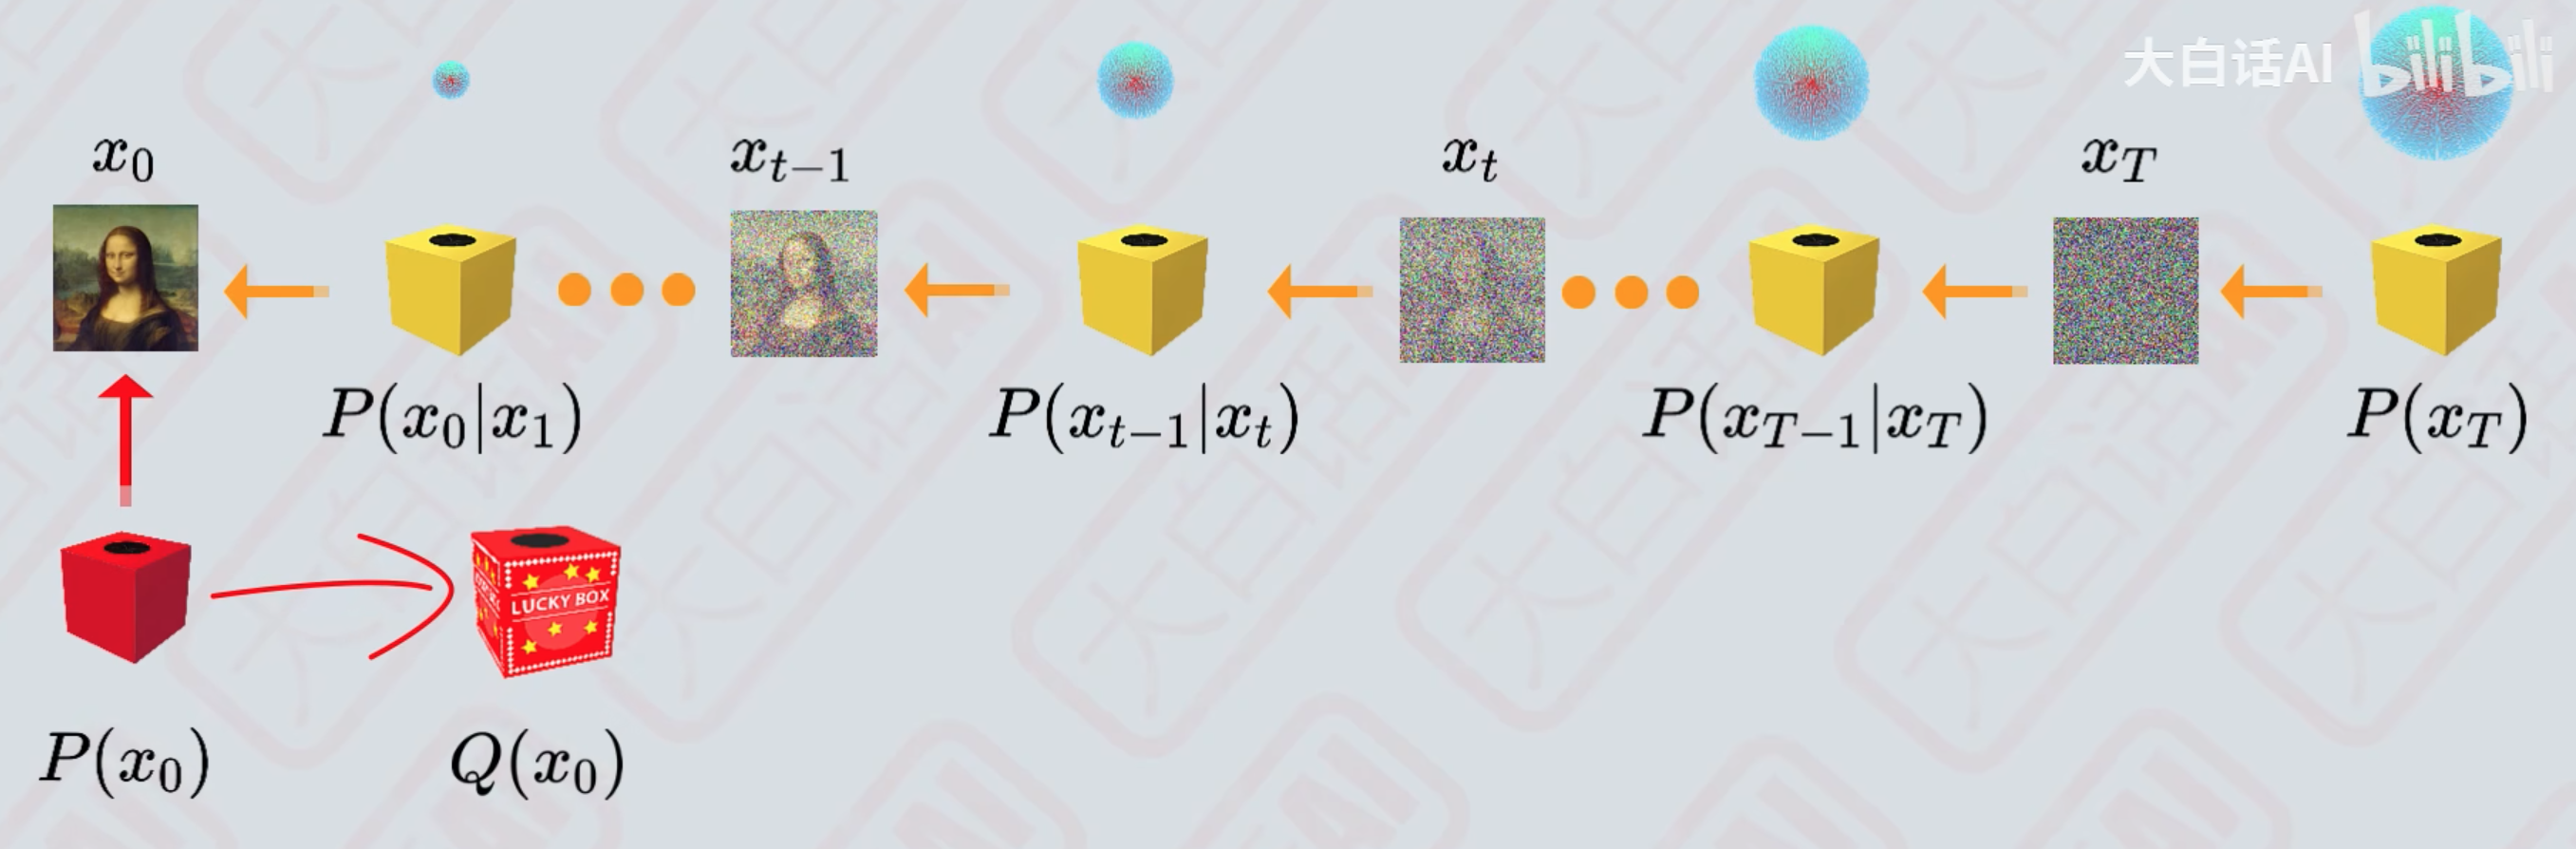 大白话AI bilibili
x_0 x_{t-1} x_t x_T
P(x_0|x_1) P(x_{t-1}|x_t) P(x_{T-1}|x_T) P(x_T)
LUCKY BOX
P(x_0) Q(x_0)